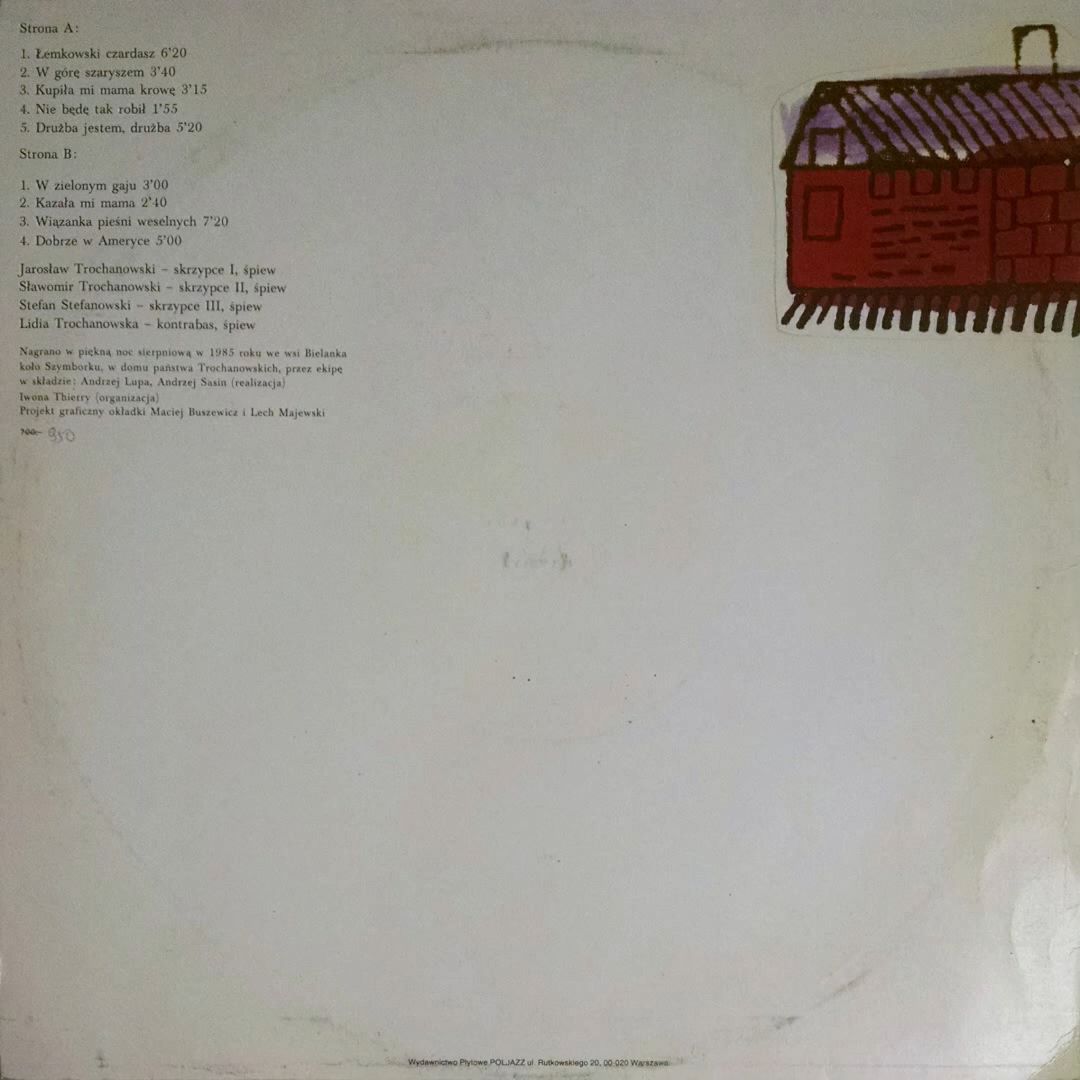 Strona A:
1. Łemkowski czardasz 6'20
2. W górę szaryszem 3'40
3. Kupiła mi mama krowę 3'15
4. Nie będę tak robił 1'55
5. Drużba jestem, drużba 5'20
Strona B:
1. W zielonym gaju 3'00
2. Kazała mi mama 2'40
3. Wiązanka pieśni weselnych 7'20
4. Dobrze w Ameryce 5'00
Jarosław Trochanowski – skrzypce I, śpiew
Sławomir Trochanowski – skrzypce II, śpiew
Stefan Stefanowski – skrzypce III, śpiew
Lidia Trochanowska – kontrabas, śpiew
Nagrano w piękną noc sierpniową w 1985 roku we wsi Bielanka
koło Szymborku, w domu państwa Trochanowskich, przez ekipę
w składzie: Andrzej Lupa, Andrzej Sasin (realizacja)
Iwona Thierry (organizacja)
Projekt graficzny okładki Maciej Buszewicz i Lech Majewski
950
Wydawnictwo Płytowe POLJAZZ ul. Rutkowskiego 20, 00-020 Warszawa